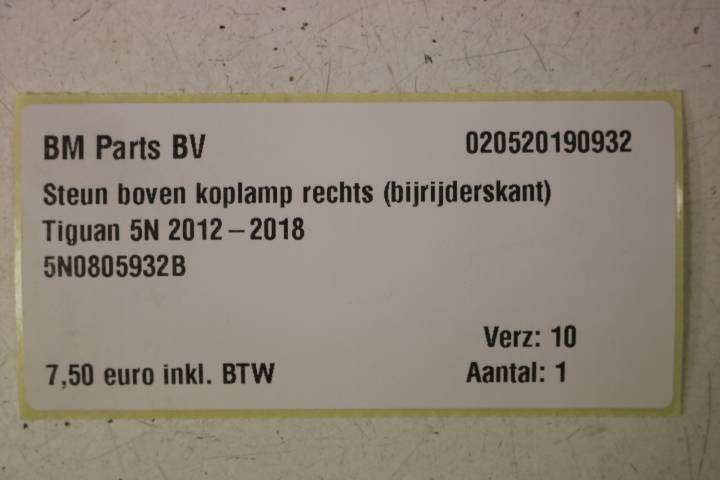 BM Parts BV 020520190932
Steun boven koplamp rechts (bijrijderskant)
Tiguan 5N 2012–2018
5N0805932B
Verz: 10
7,50 euro inkl. BTW Aantal: 1